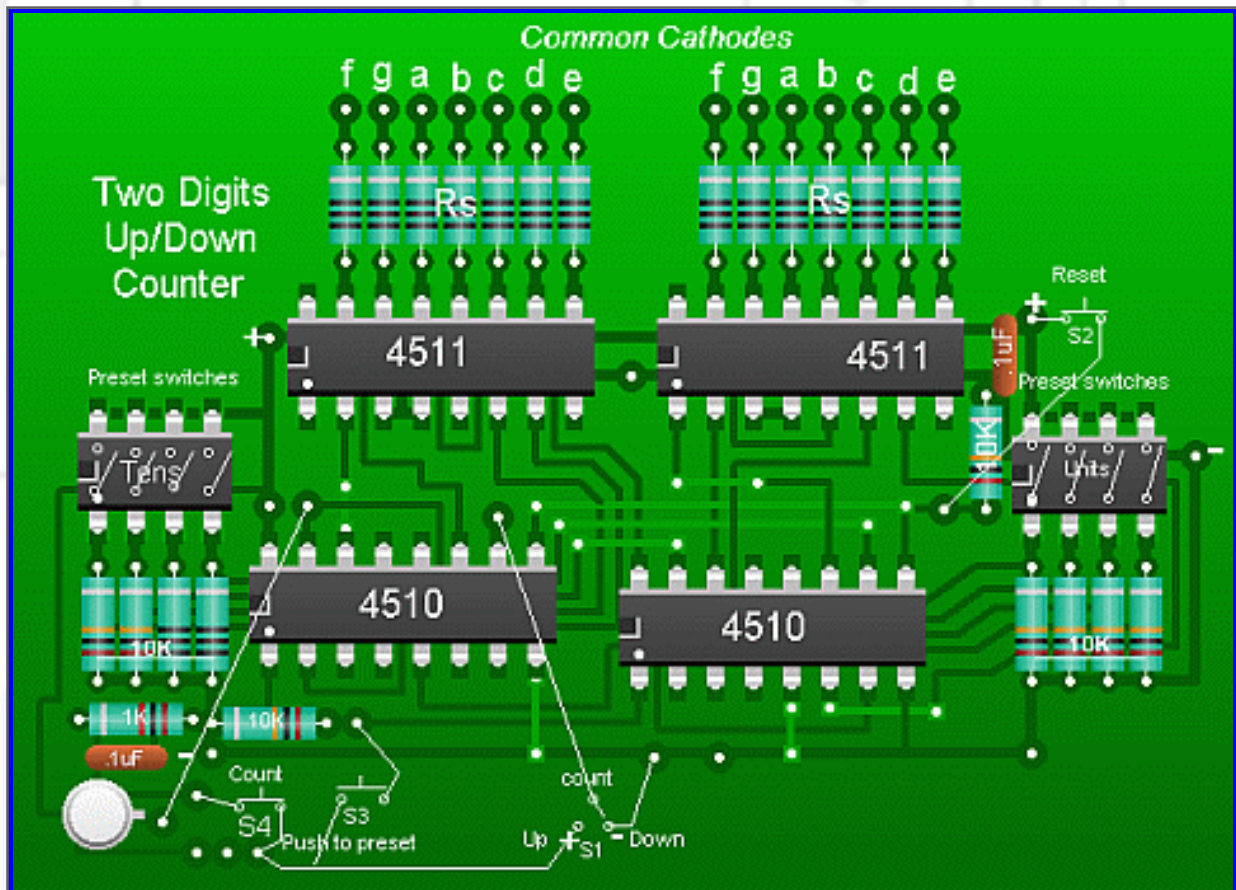 Common Cathodes
f g a b c d e
f g a b c d e
Two Digits
Up/Down
Counter
Rs
Rs
Reset
+
S2
+
4511
4511
.1uF
Preset switches
Preset switches
10K
Tens
Units
-
4510
4510
10K
10K
1K
10K
.1uF
-
Count
S4
S3
Push to preset
count
Up
+
S1
-
Down